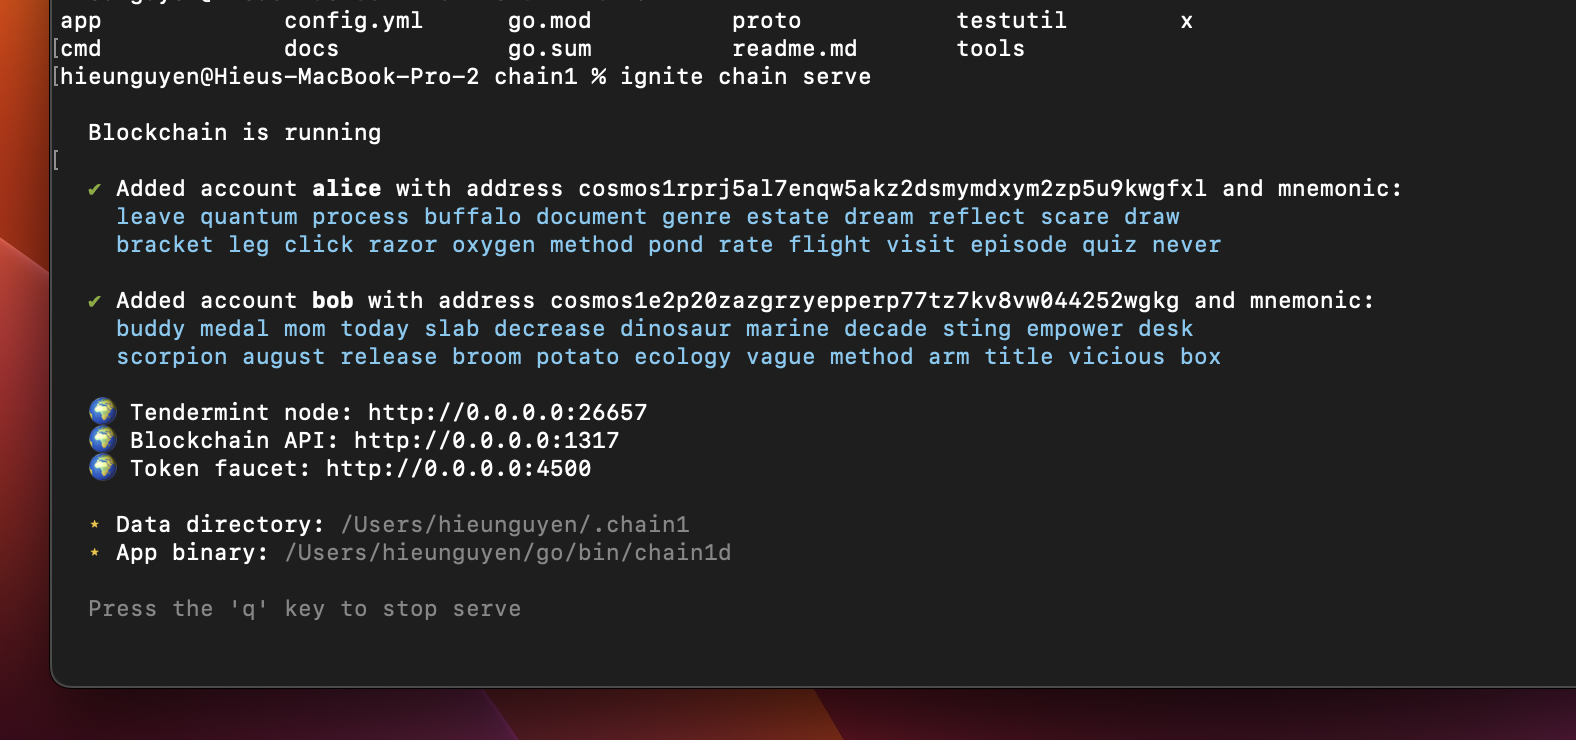 app config.yml go.mod proto testutil x
[cmd docs go.sum readme.md tools
[hieunguyen@Hieus-MacBook-Pro-2 chain1 % ignite chain serve
Blockchain is running
[
✔ Added account alice with address cosmos1rprj5al7enqw5akz2dsmymdxym2zp5u9kwgfxl and mnemonic:
leave quantum process buffalo document genre estate dream reflect scare draw
bracket leg click razor oxygen method pond rate flight visit episode quiz never
✔ Added account bob with address cosmos1e2p20zazgrzyepperp77tz7kv8vw044252wgkg and mnemonic:
buddy medal mom today slab decrease dinosaur marine decade sting empower desk
scorpion august release broom potato ecology vague method arm title vicious box
🌍 Tendermint node: http://0.0.0.0:26657
🌍 Blockchain API: http://0.0.0.0:1317
🌍 Token faucet: http://0.0.0.0:4500
⋆ Data directory: /Users/hieunguyen/.chain1
⋆ App binary: /Users/hieunguyen/go/bin/chain1d
Press the 'q' key to stop serve